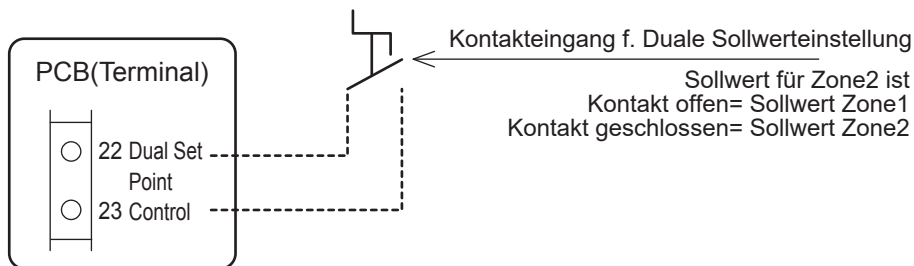 Kontakteingang f. Duale Sollwerteinstellung
Sollwert für Zone2 ist
Kontakt offen= Sollwert Zone1
Kontakt geschlossen= Sollwert Zone2
PCB(Terminal)
22 Dual Set
Point
23 Control